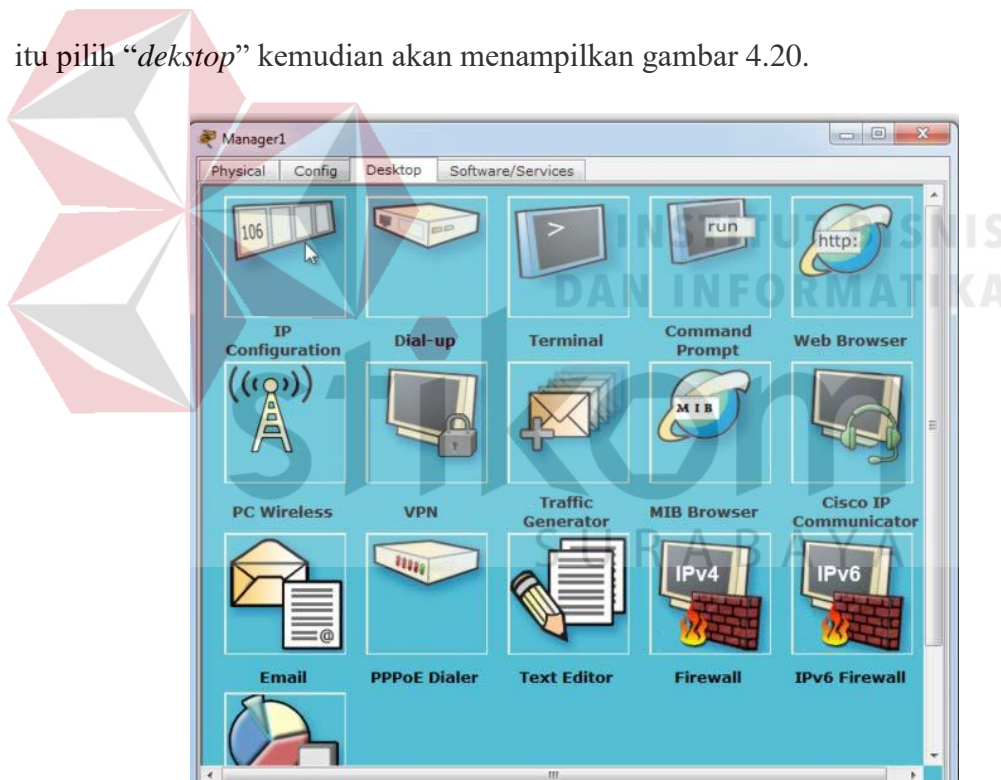 itu pilih “dekstop” kemudian akan menampilkan gambar 4.20.
Manager1
Physical Config Desktop Software/Services
106
>
run
http:
INSTITUT BISNIS
DAN INFORMATIKA
IP
Configuration
Dial-up
Terminal
Command
Prompt
Web Browser
MIB
stikom
PC Wireless
VPN
Traffic
Generator
MIB Browser
Cisco IP
Communicator
SURABAYA
@
IPv4
IPv6
Email
PPPoE Dialer
Text Editor
Firewall
IPv6 Firewall